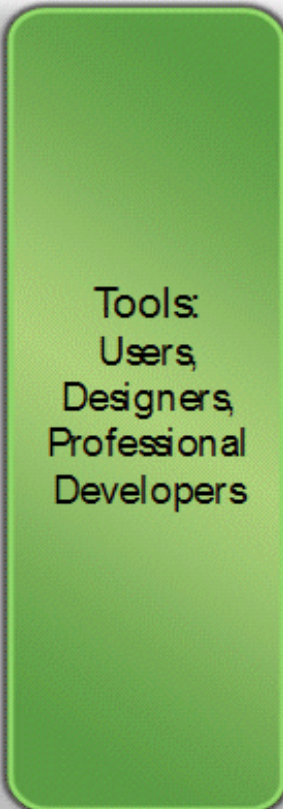 Tools:
Users,
Designers,
Professional
Developers